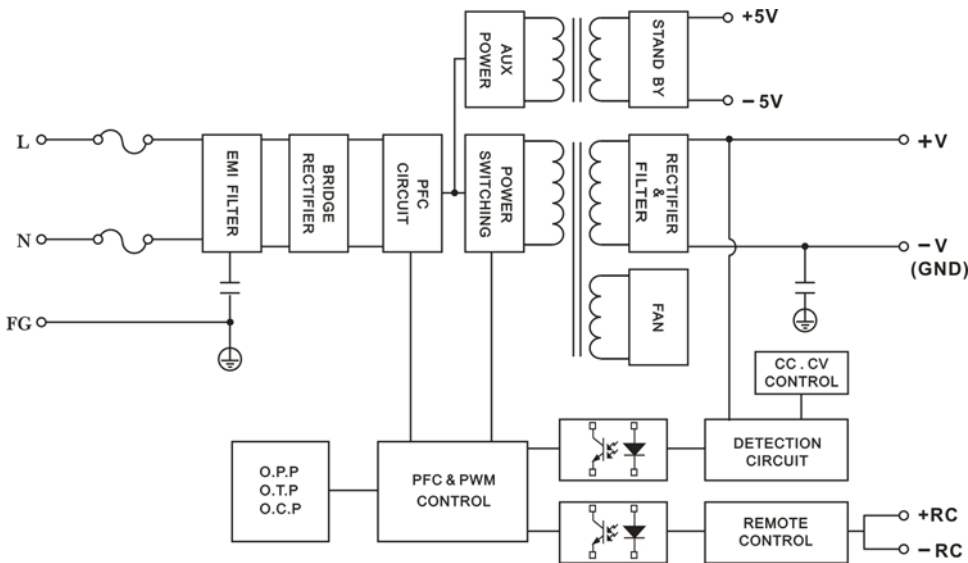 +5V
AUX
POWER
STAND BY
-5V
L
EMI FILTER
BRIDGE
RECTIFIER
PFC
CIRCUIT
POWER
SWITCHING
RECTIFIER
&
FILTER
+V
N
-V
(GND)
FG
FAN
CC . CV
CONTROL
O.P.P
O.T.P
O.C.P
PFC & PWM
CONTROL
DETECTION
CIRCUIT
REMOTE
CONTROL
+RC
-RC